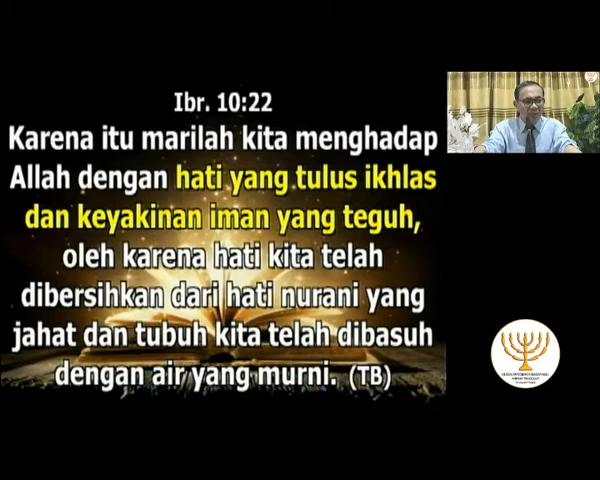 Ibr. 10:22
Karena itu marilah kita menghadap
Allah dengan hati yang tulus ikhlas
dan keyakinan iman yang teguh,
oleh karena hati kita telah
dibersihkan dari hati nurani yang
jahat dan tubuh kita telah dibasuh
dengan air yang murni. (TB)